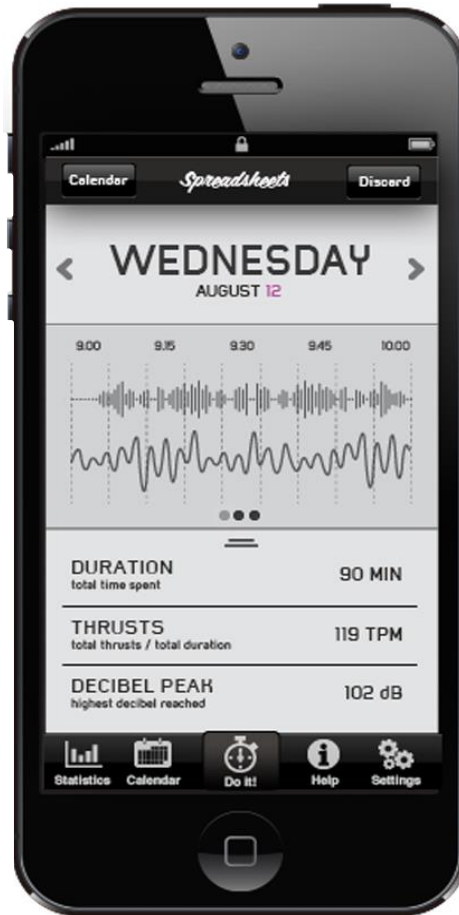 Calendar Spreadsheets Discard
WEDNESDAY
AUGUST 12
9.00 9.15 9.30 9.45 10.00
DURATION
total time spent
90 MIN
THRUSTS
total thrusts / total duration
119 TPM
DECIBEL PEAK
highest decibel reached
102 dB
Statistics Calendar Do it! Help Settings